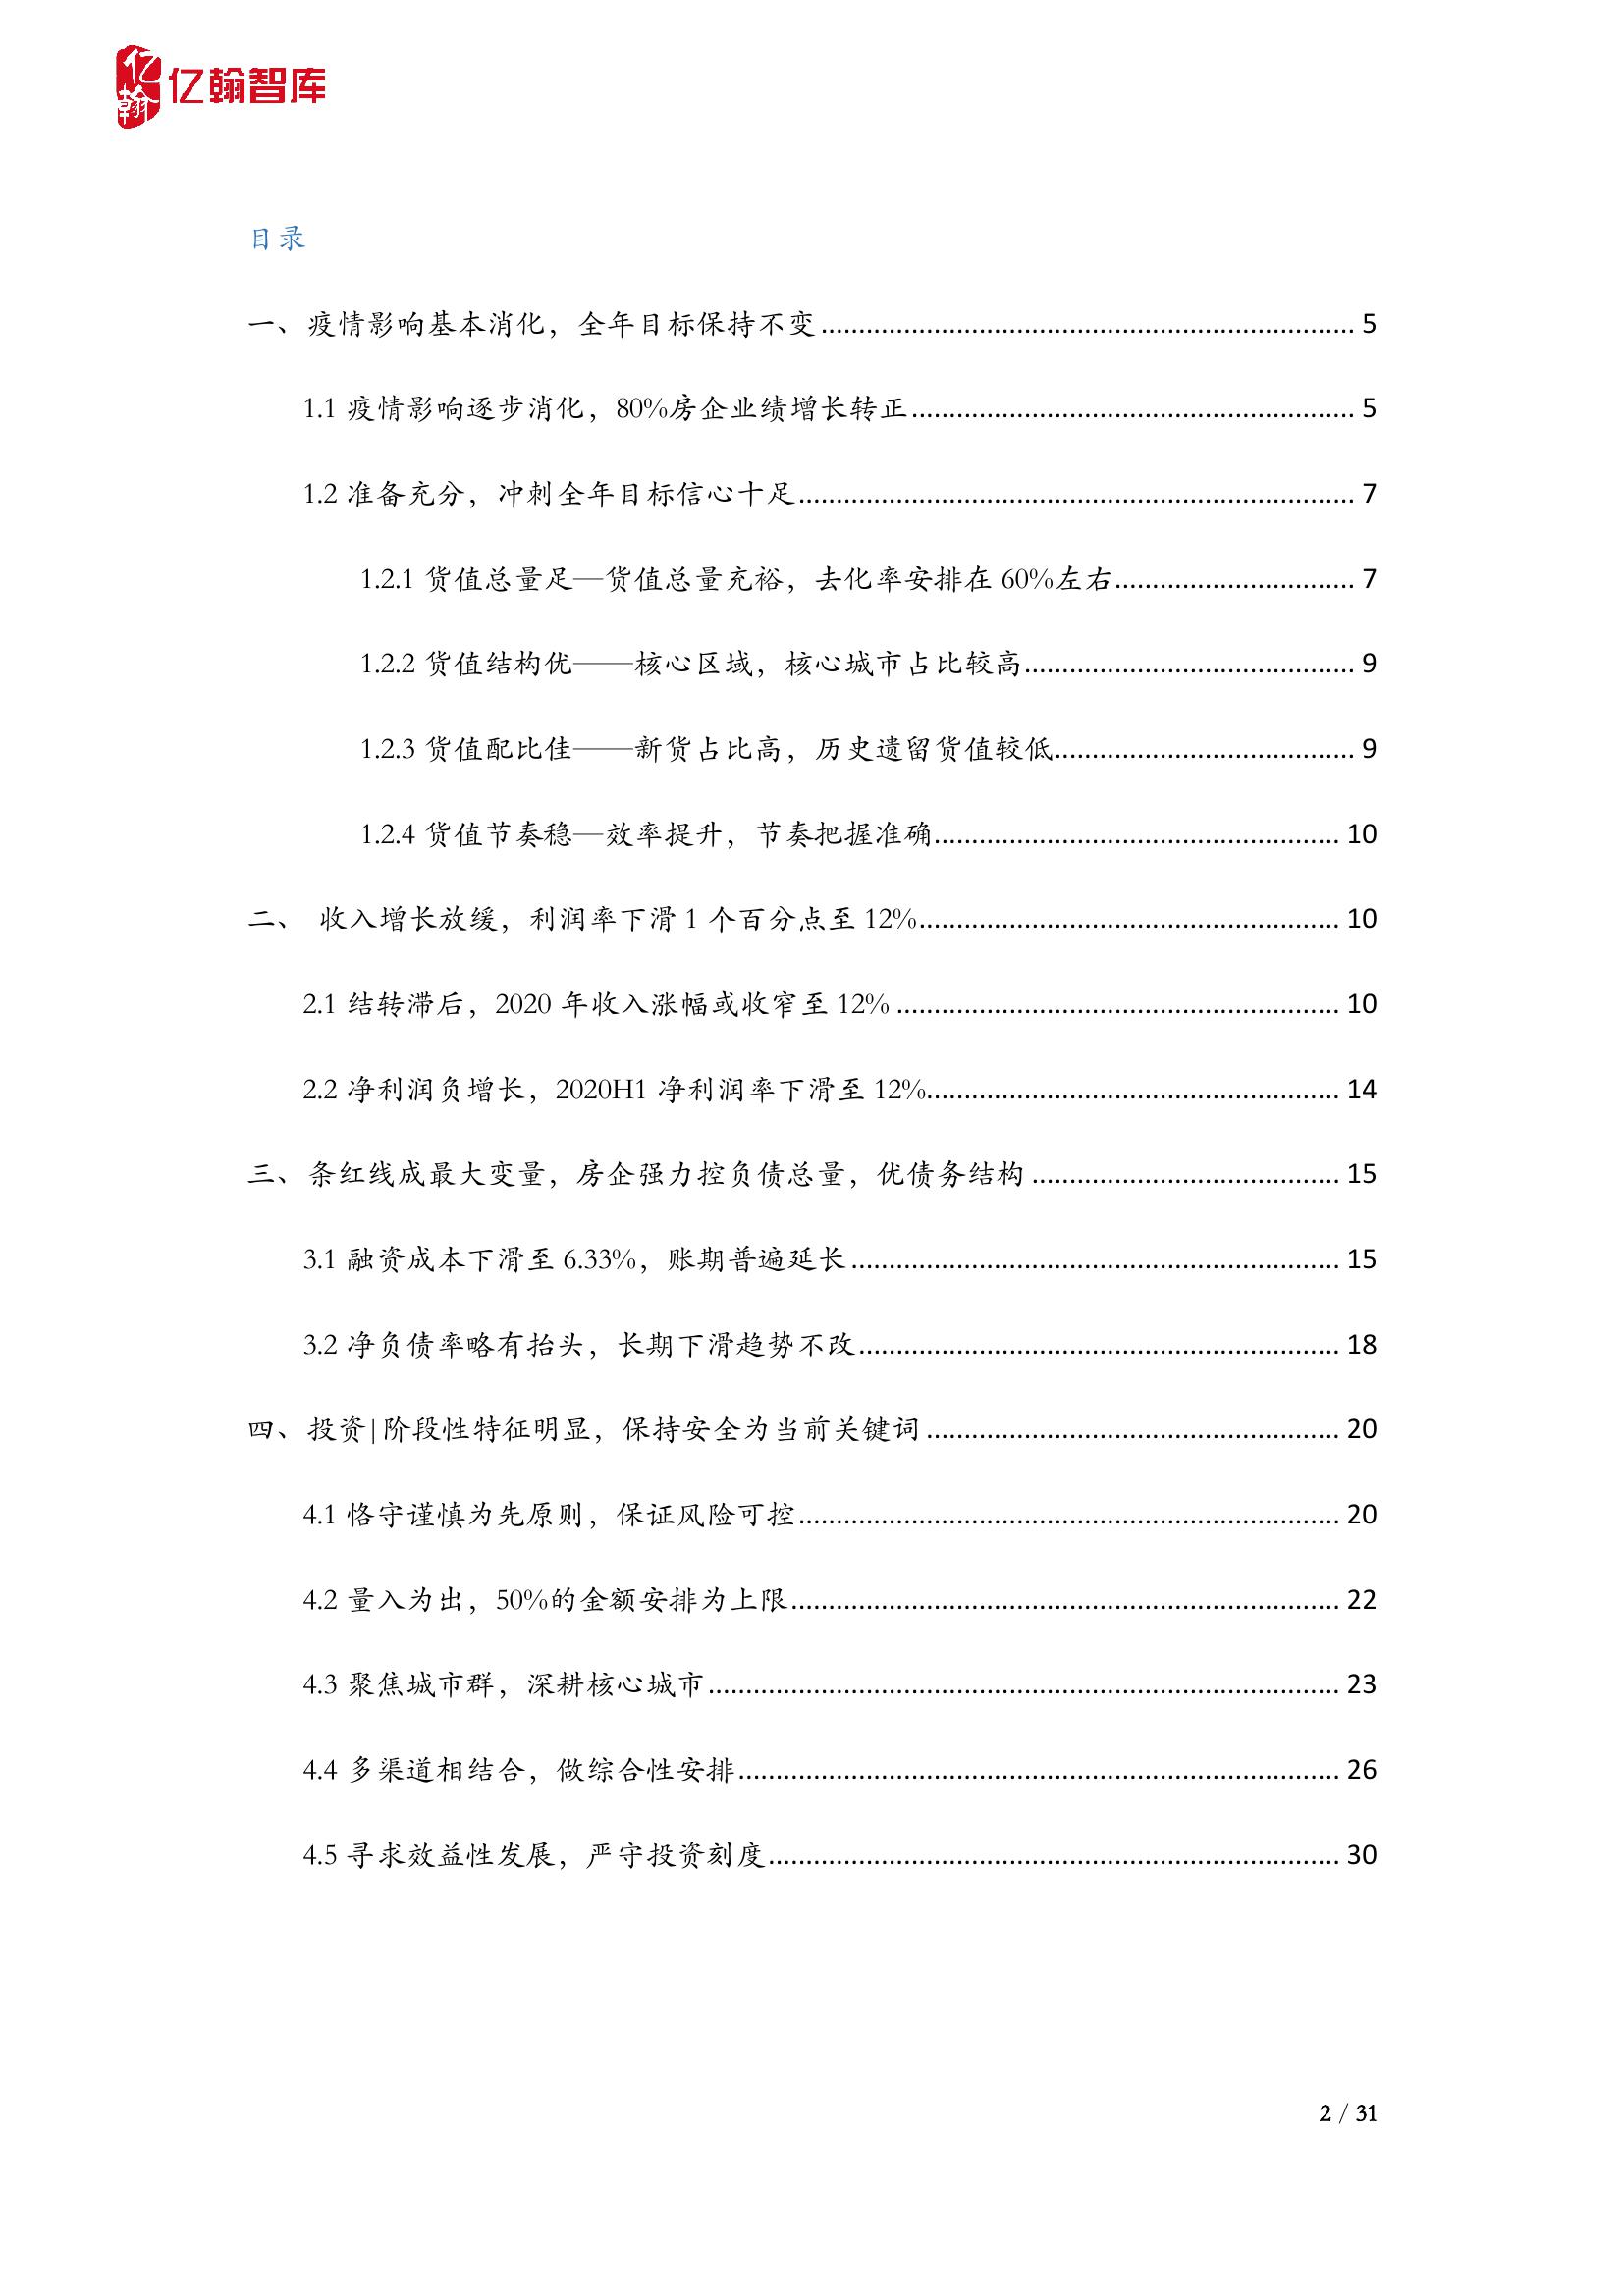 亿翰
亿翰智库
目录
一、疫情影响基本消化，全年目标保持不变........5
1.1 疫情影响逐步消化，80%房企业绩增长转正........5
1.2 准备充分，冲刺全年目标信心十足........7
1.2.1 货值总量足—货值总量充裕，去化率安排在 60%左右........7
1.2.2 货值结构优——核心区域，核心城市占比较高........9
1.2.3 货值配比佳——新货占比高，历史遗留货值较低........9
1.2.4 货值节奏稳—效率提升，节奏把握准确........10
二、 收入增长放缓，利润率下滑 1 个百分点至 12%........10
2.1 结转滞后，2020 年收入涨幅或收窄至 12%........10
2.2 净利润负增长，2020H1 净利润率下滑至 12%........14
三、条红线成最大变量，房企强力控负债总量，优债务结构........15
3.1 融资成本下滑至 6.33%，账期普遍延长........15
3.2 净负债率略有抬头，长期下滑趋势不改........18
四、投资|阶段性特征明显，保持安全为当前关键词........20
4.1 恪守谨慎为先原则，保证风险可控........20
4.2 量入为出，50%的金额安排为上限........22
4.3 聚焦城市群，深耕核心城市........23
4.4 多渠道相结合，做综合性安排........26
4.5 寻求效益性发展，严守投资刻度........30
2 / 31